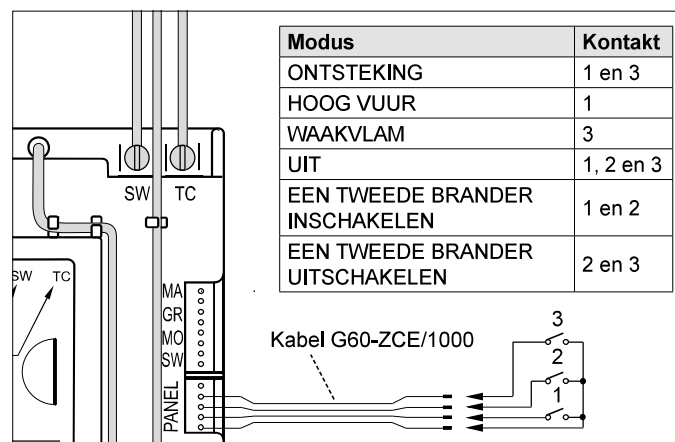 Modus Kontakt
ONTSTEKING 1 en 3
HOOG VUUR 1
WAAKVLAM 3
UIT 1, 2 en 3
EEN TWEEDE BRANDER
INSCHAKELEN 1 en 2
EEN TWEEDE BRANDER
UITSCHAKELEN 2 en 3
SW TC
SW TC
MA
GR
MO
SW
PANEL
Kabel G60-ZCE/1000
3
2
1